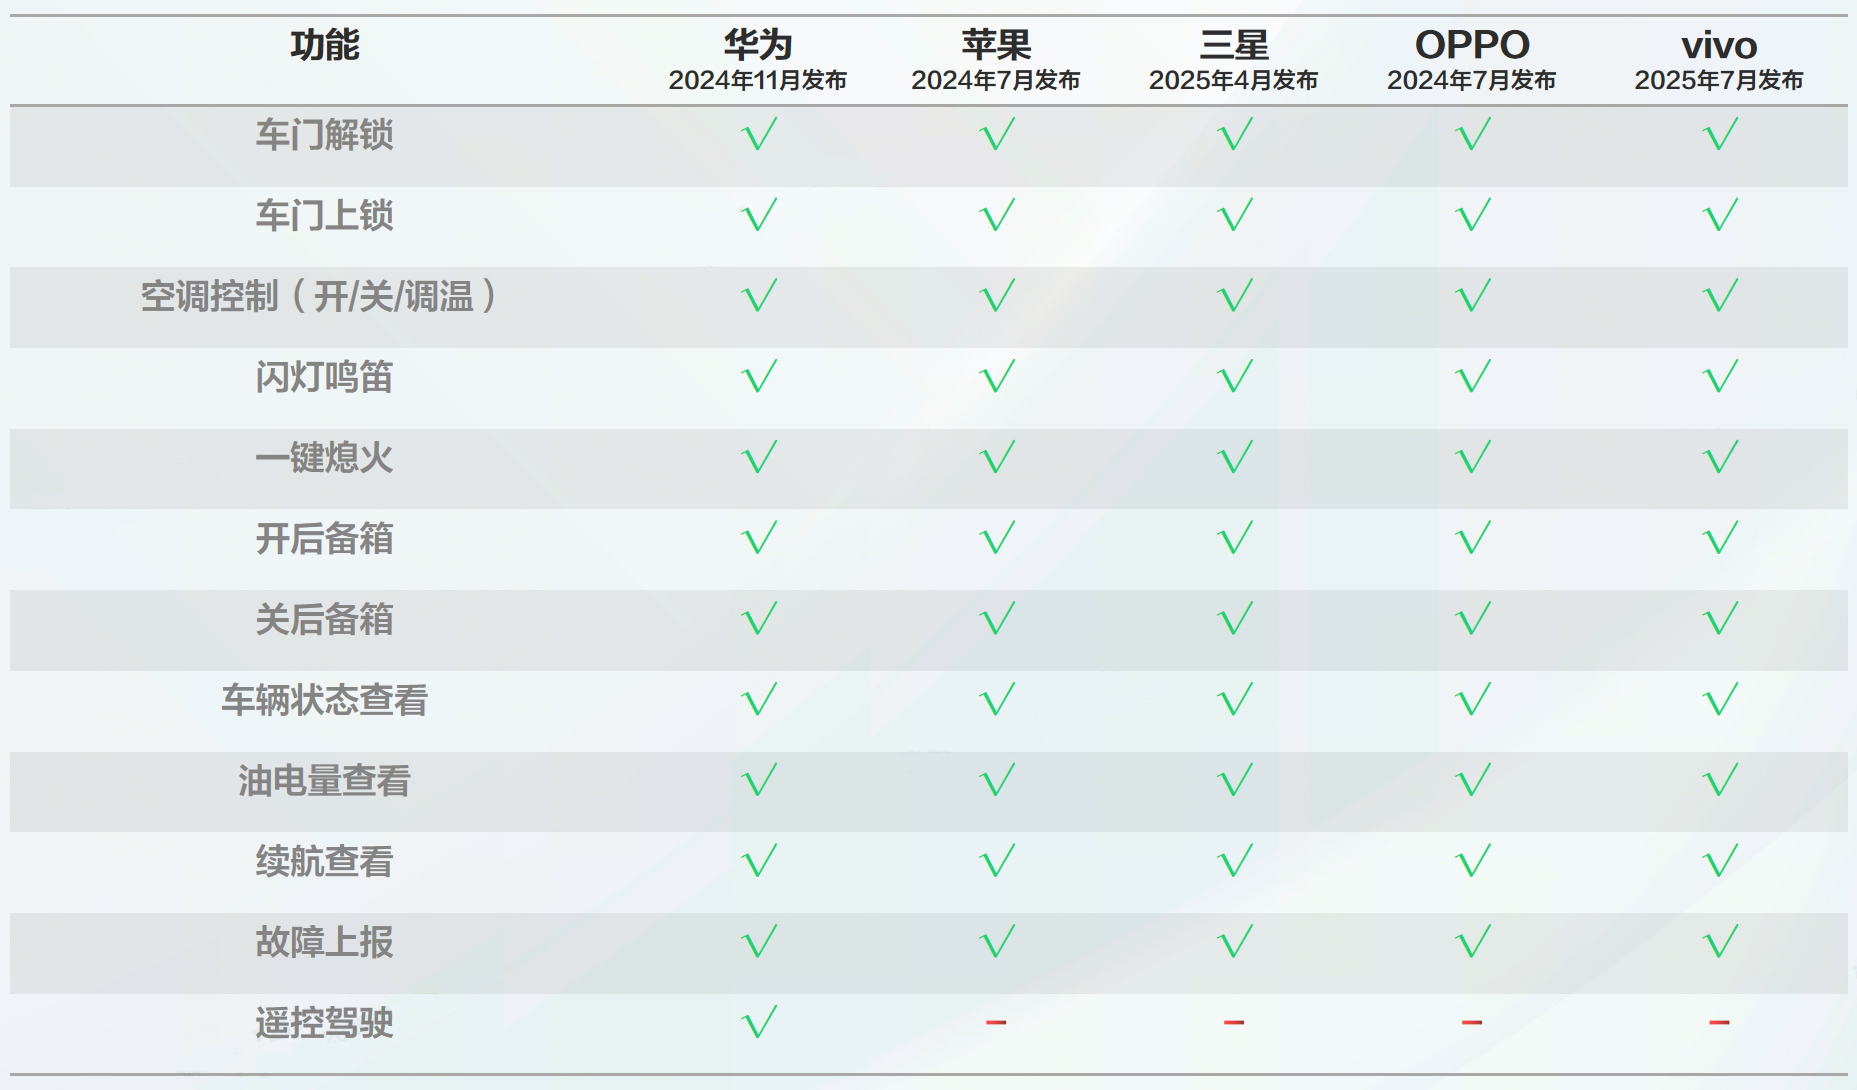 功能 华为 苹果 三星 OPPO vivo
2024年11月发布 2024年7月发布 2025年4月发布 2024年7月发布 2025年7月发布
车门解锁 √ √ √ √ √
车门上锁 √ √ √ √ √
空调控制（开/关/调温） √ √ √ √ √
闪灯鸣笛 √ √ √ √ √
一键熄火 √ √ √ √ √
开后备箱 √ √ √ √ √
关后备箱 √ √ √ √ √
车辆状态查看 √ √ √ √ √
油电量查看 √ √ √ √ √
续航查看 √ √ √ √ √
故障上报 √ √ √ √ √
遥控驾驶 √ - - - -